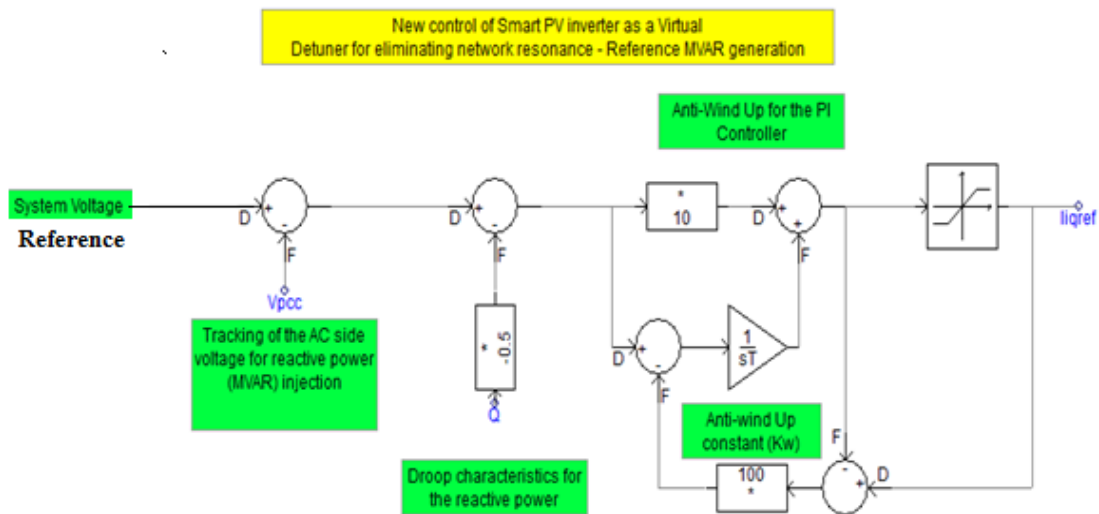 New control of Smart PV inverter as a Virtual
Detuner for eliminating network resonance - Reference MVAR generation
Anti-Wind Up for the PI
Controller
System Voltage
Reference
D + - F
Vpcc
Tracking of the AC side
voltage for reactive power
(MVAR) injection
D + - F
*
-0.5
Q
Droop characteristics for
the reactive power
*
10
D + + F
Iiqref
D + - F
1
sT
Anti-wind Up
constant (Kw)
100
*
F - + D